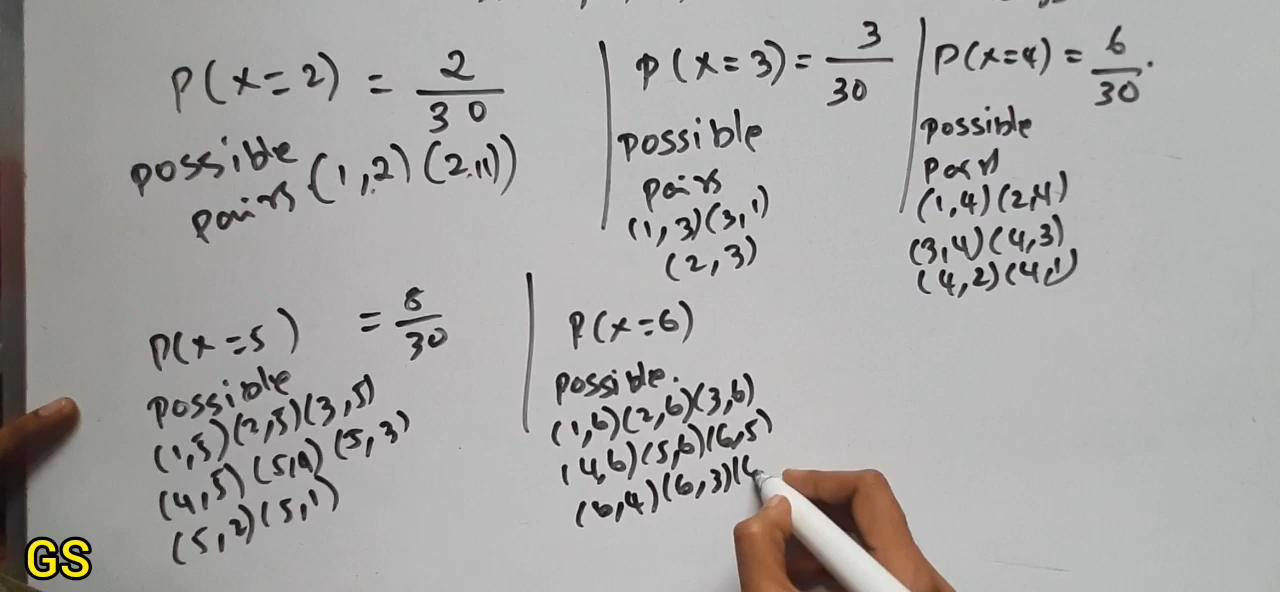 P(x=2) = 2/30
possible
pairs (1,2) (2,1)
P(x=3) = 3/30
possible
pairs
(1,3) (3,1)
(2,3)
P(x=4) = 6/30.
possible
(1,4) (2,4)
(3,4) (4,3)
(4,2) (4,1)
P(x=5) = 8/30
possible
(1,5) (2,5) (3,5)
(4,5) (5,4) (5,3)
(5,2) (5,1)
P(x=6)
possible.
(1,6) (2,6) (3,6)
(4,6) (5,6) (6,5)
(6,4) (6,3) (
GS